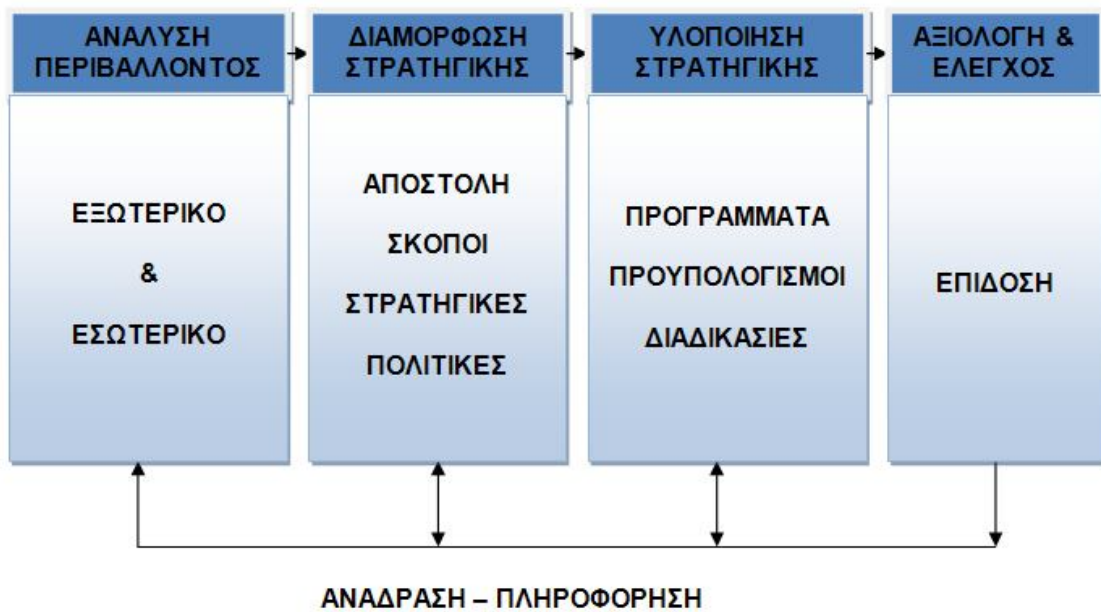 ΑΝΑΛΥΣΗ
ΠΕΡΙΒΑΛΛΟΝΤΟΣ
ΔΙΑΜΟΡΦΩΣΗ
ΣΤΡΑΤΗΓΙΚΗΣ
ΥΛΟΠΟΙΗΣΗ
ΣΤΡΑΤΗΓΙΚΗΣ
ΑΞΙΟΛΟΓΗ &
ΕΛΕΓΧΟΣ
ΕΞΩΤΕΡΙΚΟ
&
ΕΣΩΤΕΡΙΚΟ
ΑΠΟΣΤΟΛΗ
ΣΚΟΠΟΙ
ΣΤΡΑΤΗΓΙΚΕΣ
ΠΟΛΙΤΙΚΕΣ
ΠΡΟΓΡΑΜΜΑΤΑ
ΠΡΟΥΠΟΛΟΓΙΣΜΟΙ
ΔΙΑΔΙΚΑΣΙΕΣ
ΕΠΙΔΟΣΗ
ΑΝΑΔΡΑΣΗ – ΠΛΗΡΟΦΟΡΗΣΗ